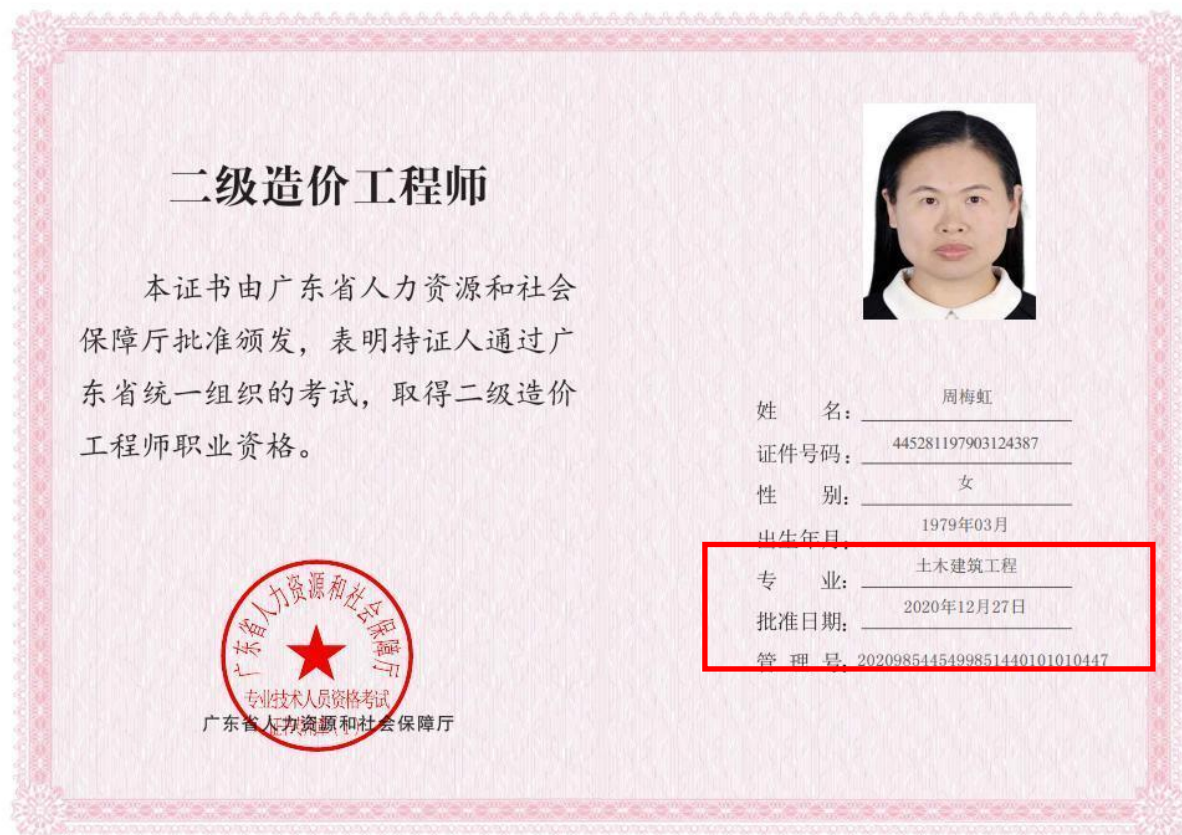 二级造价工程师
本证书由广东省人力资源和社会
保障厅批准颁发，表明持证人通过广
东省统一组织的考试，取得二级造价
工程师职业资格。
广东省人力资源和社会保障厅
专业技术人员资格考试
广东省人力资源和社会保障厅
姓 名：周梅虹
证件号码：445281197903124387
性 别：女
出生年月：1979年03月
专 业：土木建筑工程
批准日期：2020年12月27日
管 理 号：2020985445499851440101010447